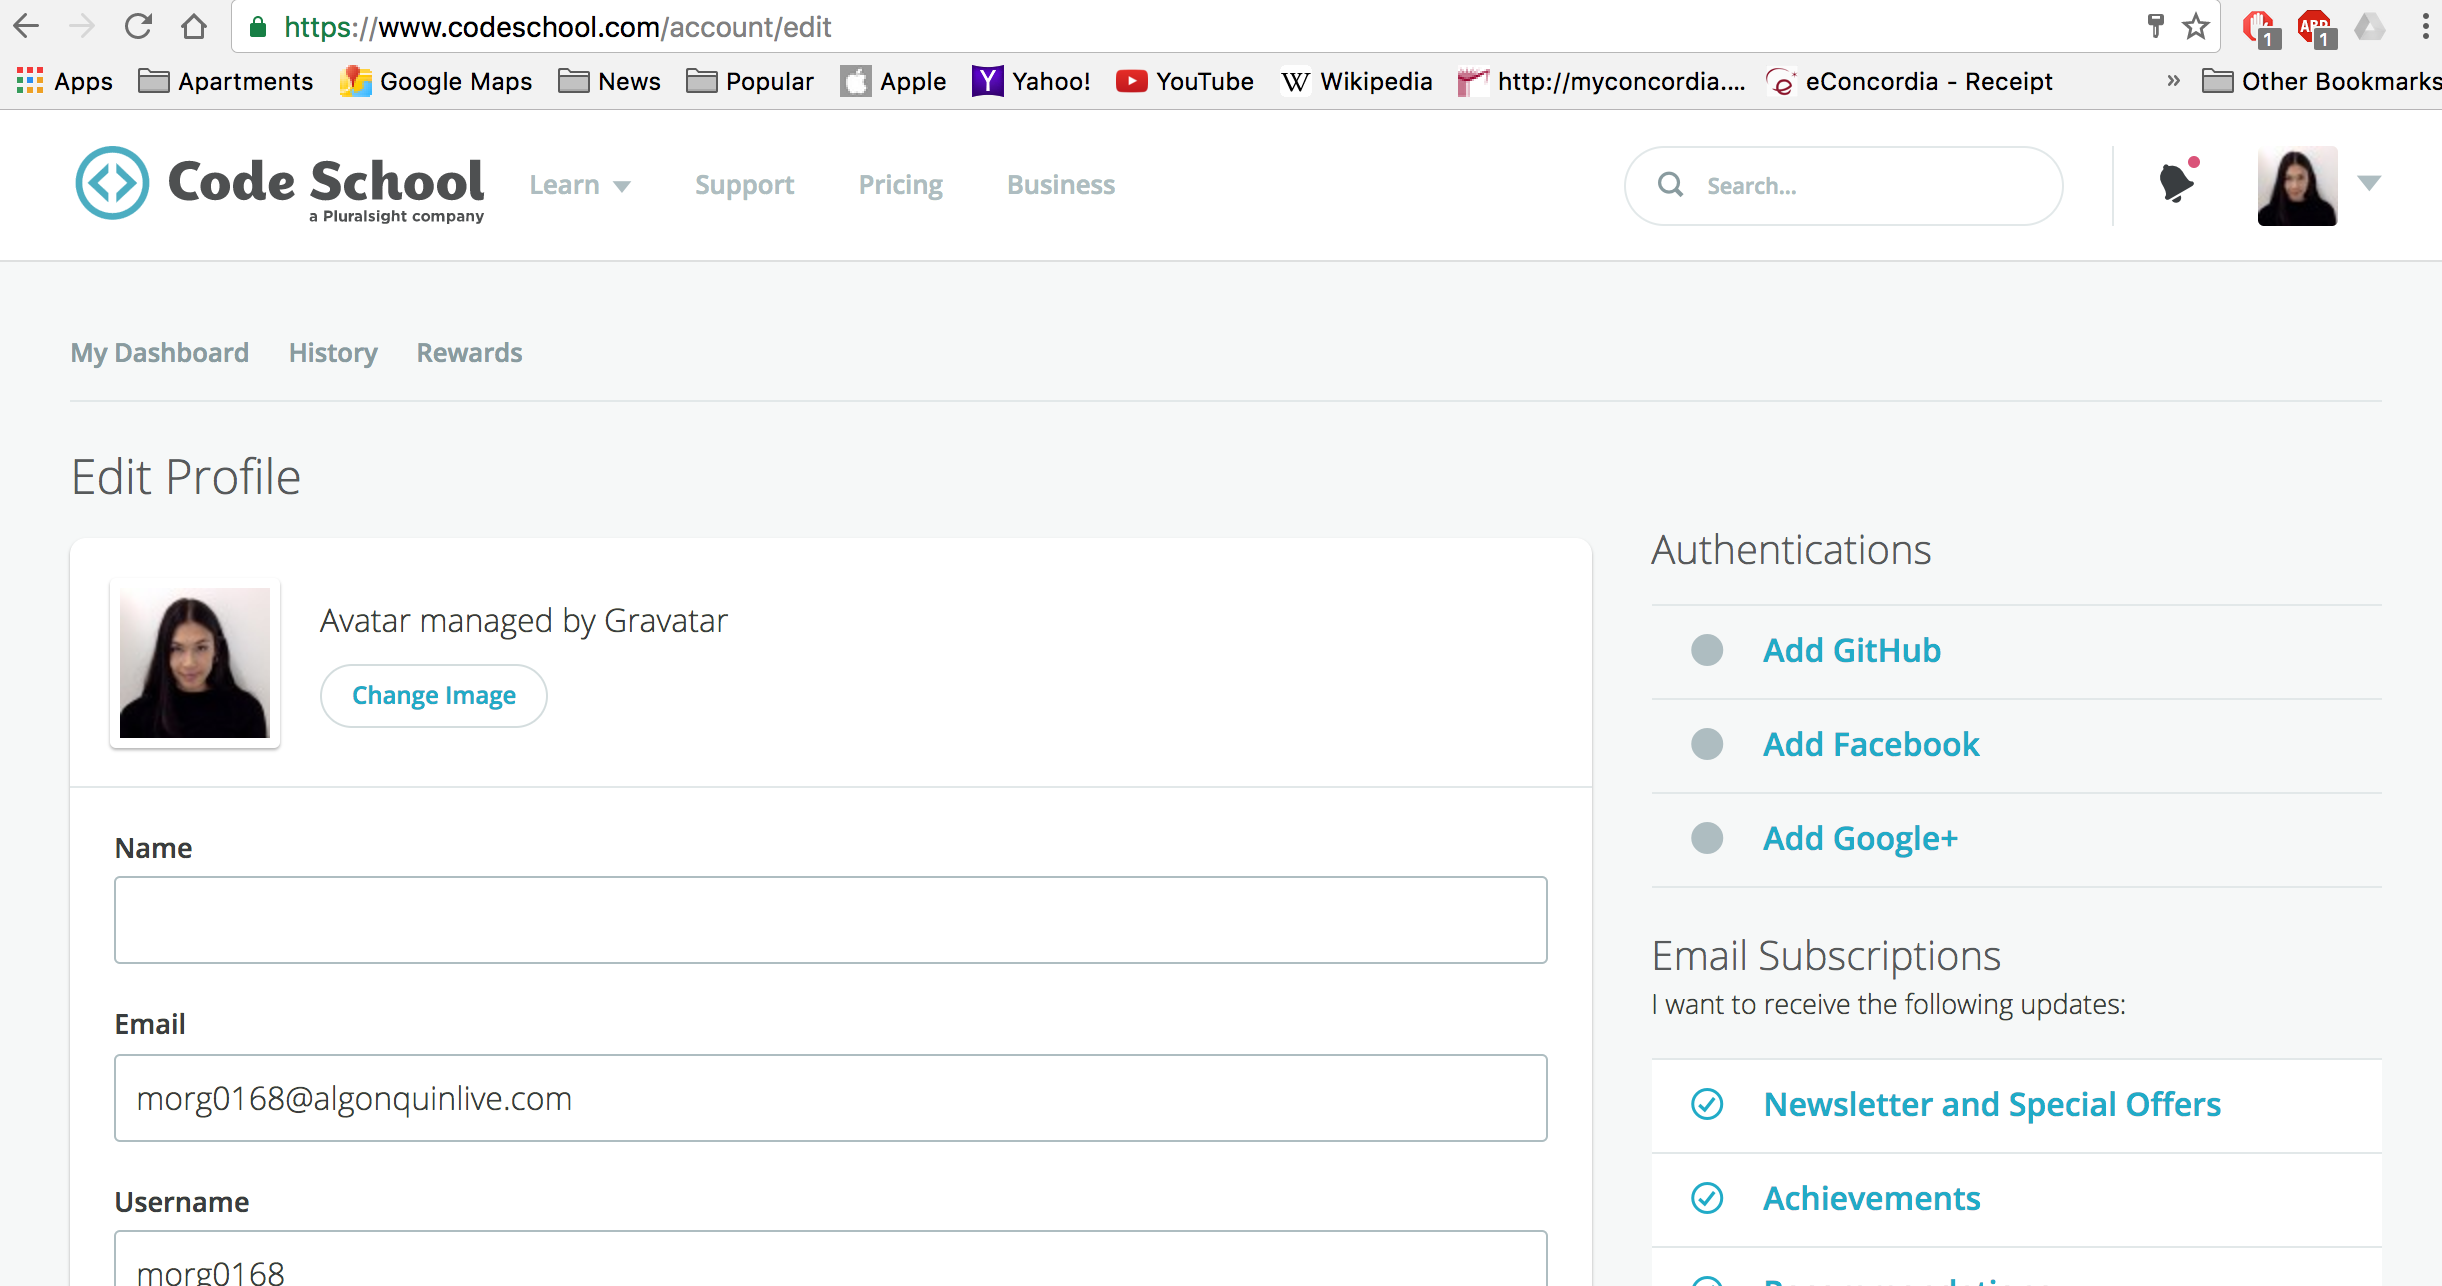 https://www.codeschool.com/account/edit
1
ABP 1
Apps Apartments Google Maps News Popular Apple Yahoo! YouTube Wikipedia http://myconcordia.... eConcordia - Receipt » Other Bookmarks
Code School
a Pluralsight company
Learn Support Pricing Business
Search...
My Dashboard History Rewards
Edit Profile
Avatar managed by Gravatar
Change Image
Name
Email
morg0168@algonquinlive.com
Username
morg0168
Authentications
Add GitHub
Add Facebook
Add Google+
Email Subscriptions
I want to receive the following updates:
Newsletter and Special Offers
Achievements